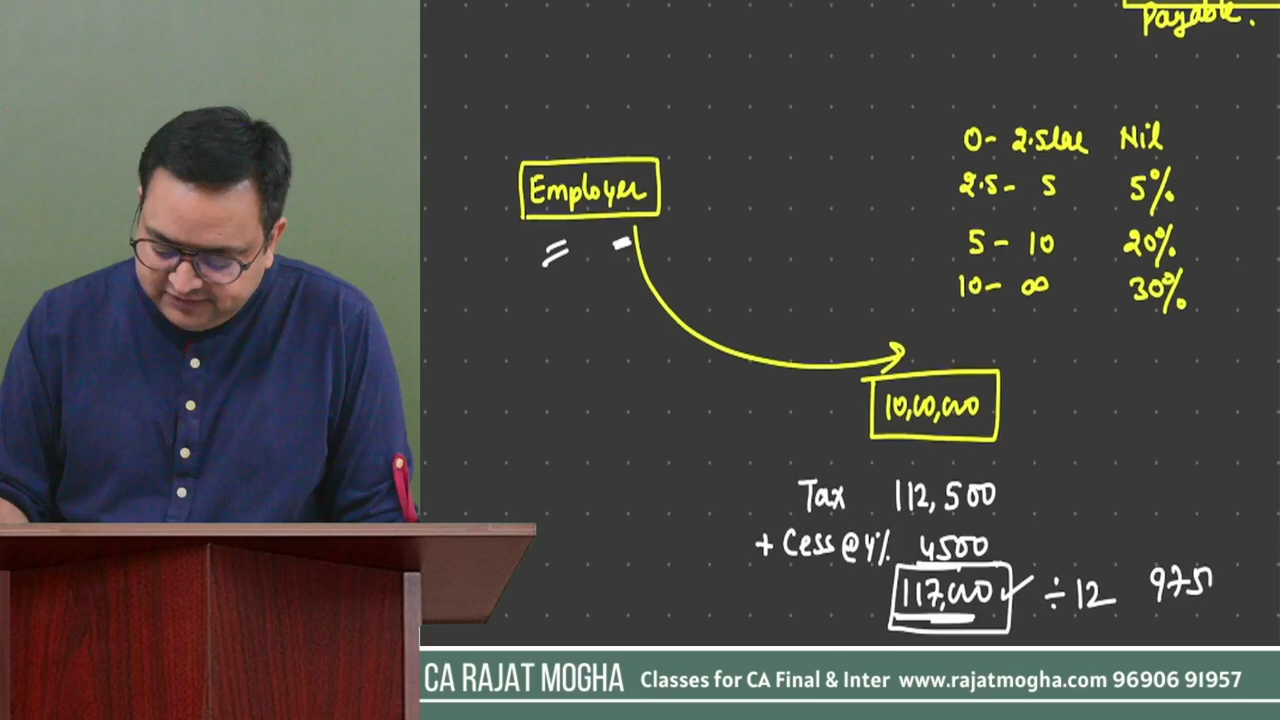 Payable.
0- 2.5lac Nil
2.5- 5 5%
5 - 10 20%
10- ∞ 30%
Employer
10,00,000
Tax 112,500
+ Cess @ 4% 4500
117,000 ✓ ÷ 12 975
CA RAJAT MOGHA Classes for CA Final & Inter www.rajatmogha.com 96906 91957